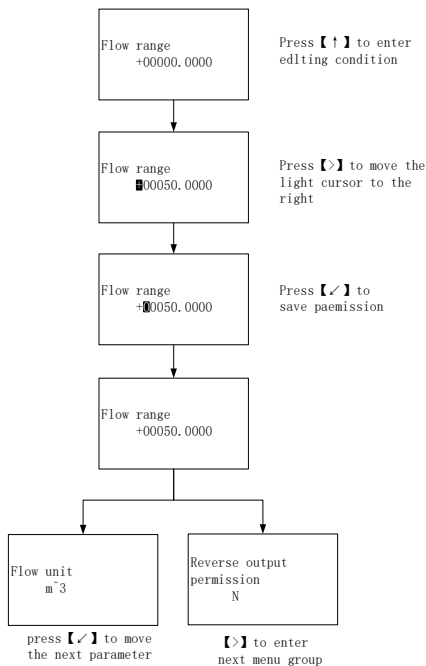 Flow range
+00000.0000
Press【↑】to enter
edlting condition
Flow range
+00050.0000
Press【>】to move the
light cursor to the
right
Flow range
+00050.0000
Press【↙】to
save paemission
Flow range
+00050.0000
Flow unit
m^3
Reverse output
permission
N
press【↙】to move
the next parameter
【>】to enter
next menu group